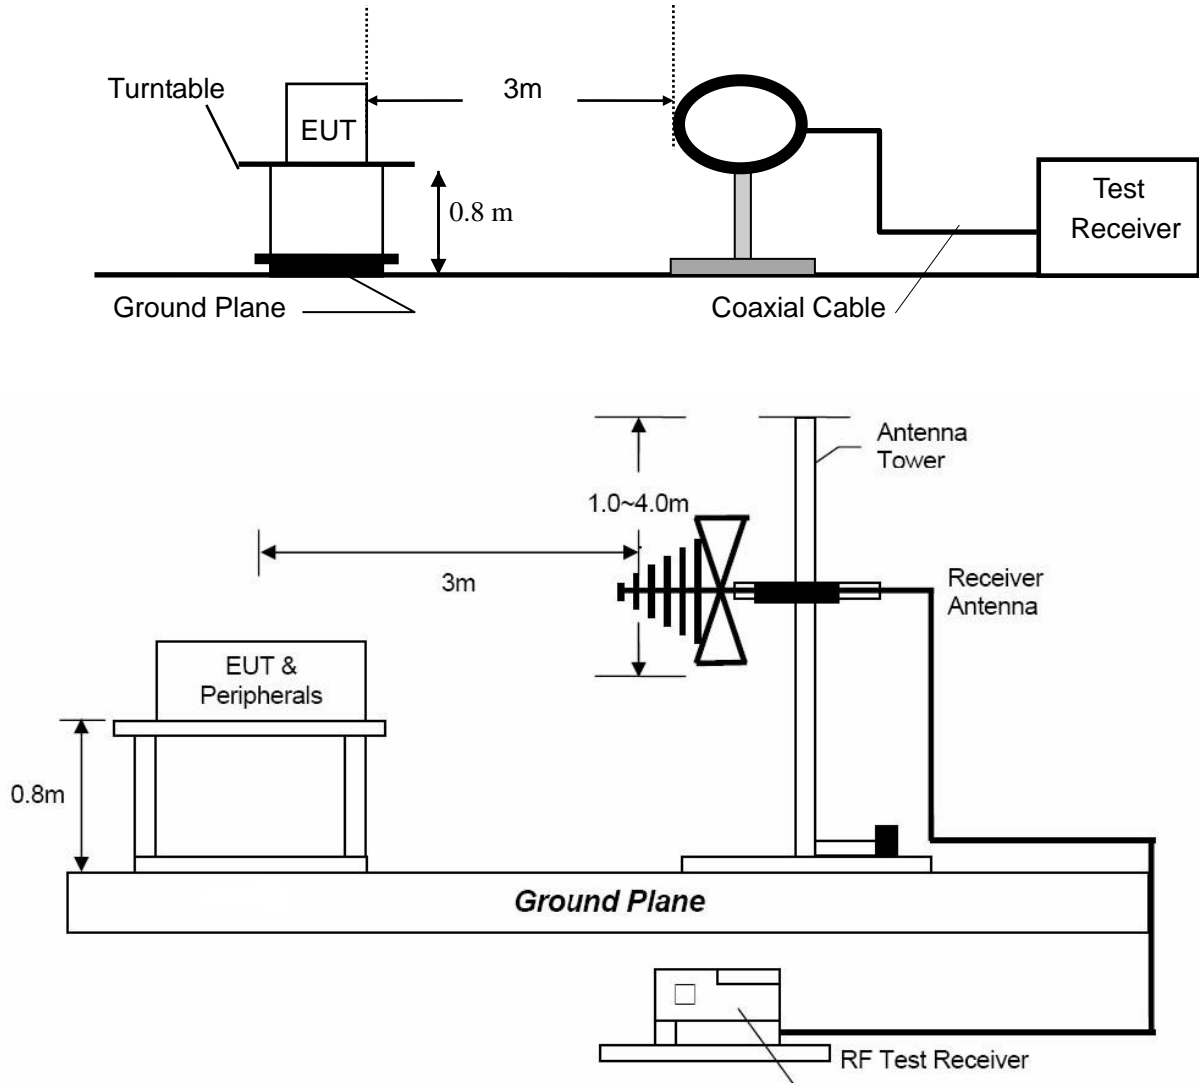 Turntable
3m
EUT
0.8 m
Test
Receiver
Ground Plane
Coaxial Cable
Antenna
Tower
1.0~4.0m
3m
Receiver
Antenna
EUT &
Peripherals
0.8m
Ground Plane
RF Test Receiver